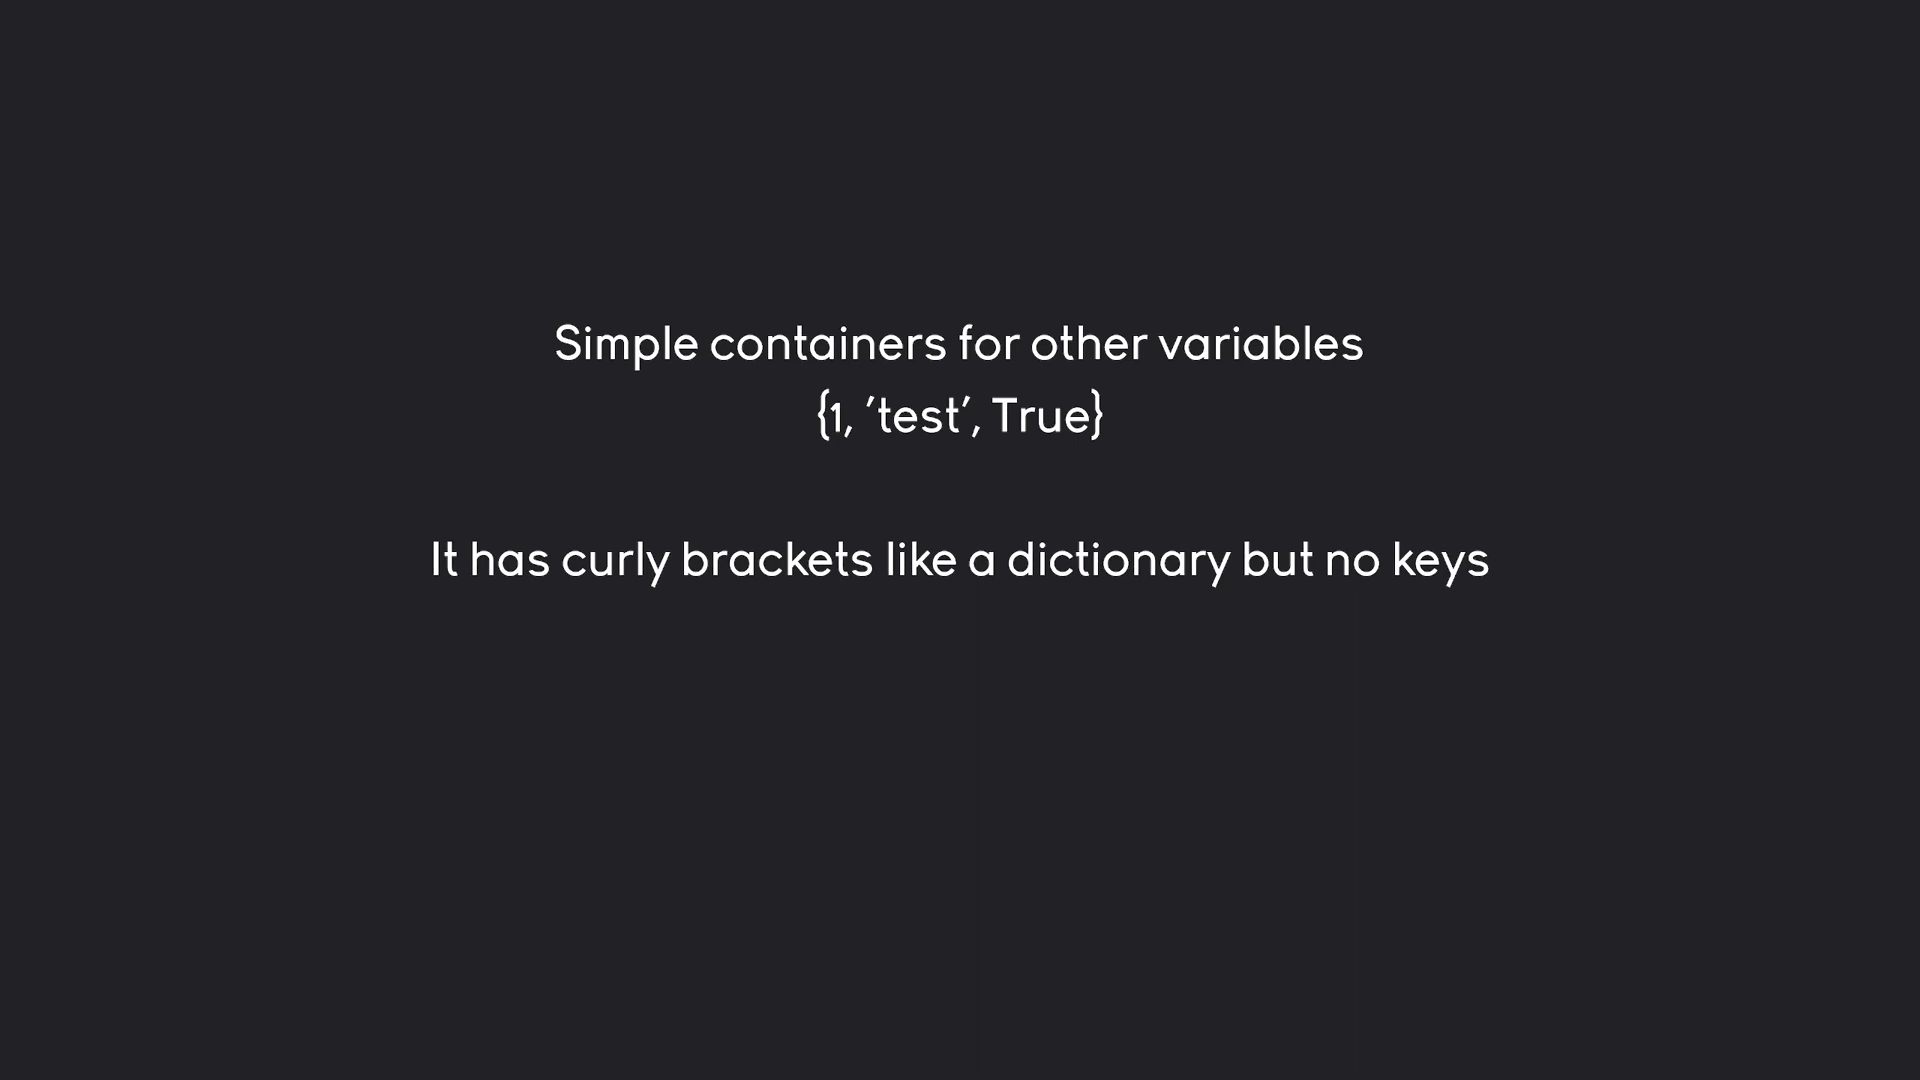 Simple containers for other variables
{1, 'test', True}
It has curly brackets like a dictionary but no keys